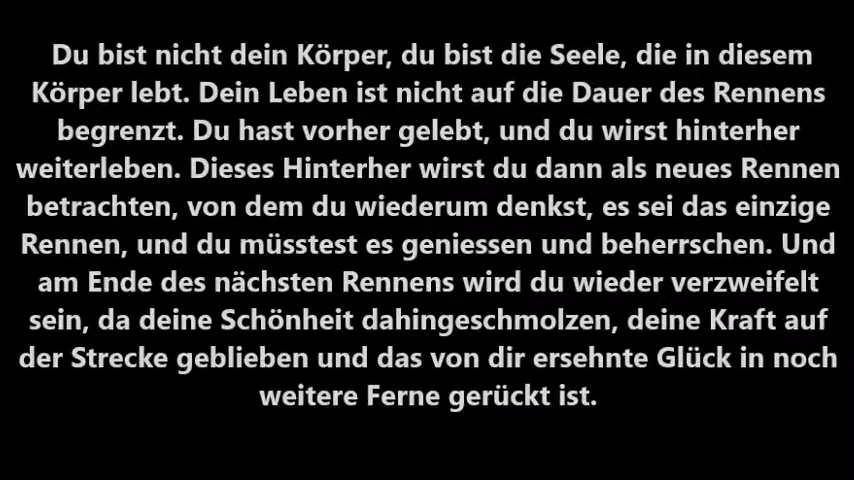 Du bist nicht dein Körper, du bist die Seele, die in diesem
Körper lebt. Dein Leben ist nicht auf die Dauer des Rennens
begrenzt. Du hast vorher gelebt, und du wirst hinterher
weiterleben. Dieses Hinterher wirst du dann als neues Rennen
betrachten, von dem du wiederum denkst, es sei das einzige
Rennen, und du müsstest es geniessen und beherrschen. Und
am Ende des nächsten Rennens wird du wieder verzweifelt
sein, da deine Schönheit dahingeschmolzen, deine Kraft auf
der Strecke geblieben und das von dir ersehnte Glück in noch
weitere Ferne gerückt ist.